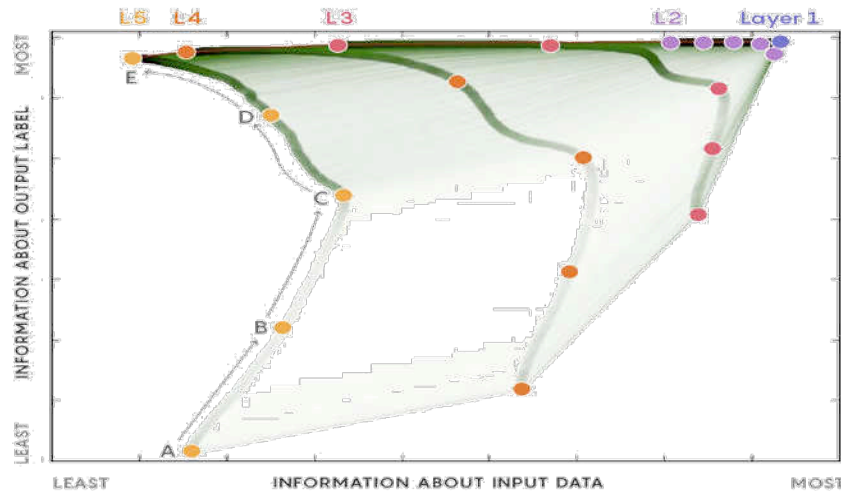 L5 L4 L3 L2 Layer 1
MOST
E
D
C
B
A
INFORMATION ABOUT OUTPUT LABEL
LEAST
LEAST INFORMATION ABOUT INPUT DATA MOST